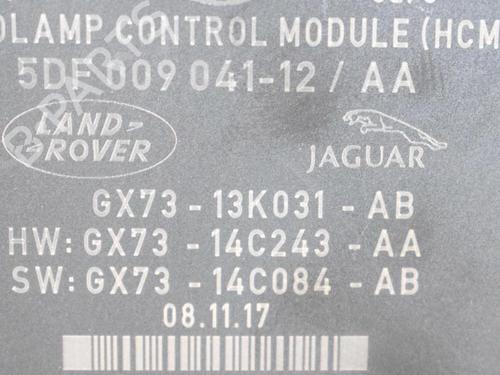 DLAMP CONTROL MODULE (HCM
5DF 009 041-12 / AA
LAND ROVER
JAGUAR
GX73 - 13K031 - AB
HW: GX73 - 14C243 - AA
SW: GX73 - 14C084 - AB
08.11.17
B PARTS